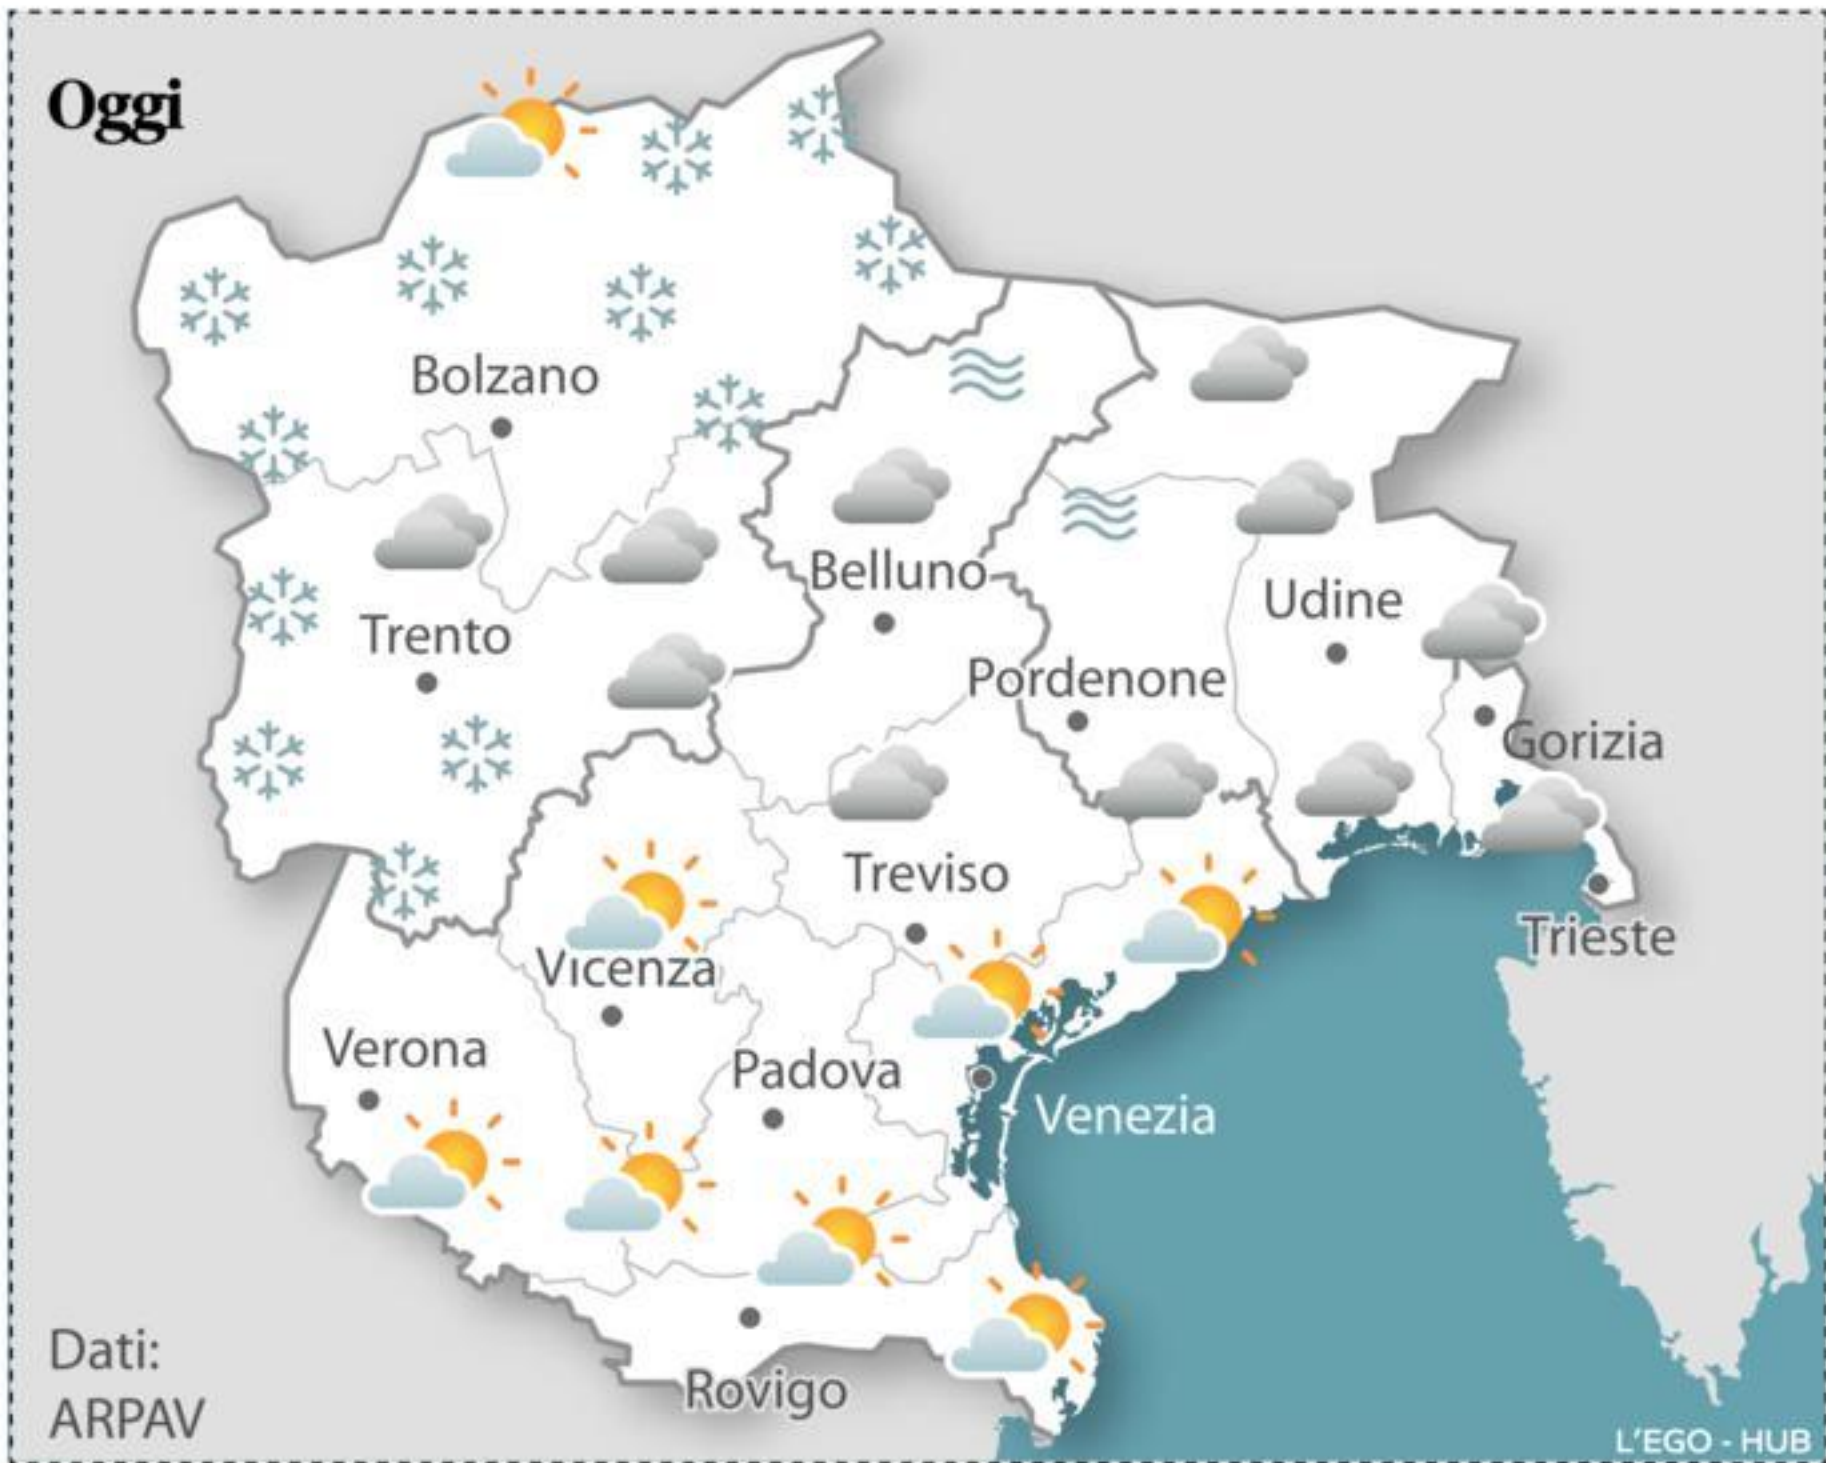 Oggi
Bolzano
Belluno
Udine
Trento
Pordenone
Gorizia
Treviso
Trieste
Vicenza
Verona
Padova
Venezia
Dati:
ARPAV
Rovigo
L'EGO - HUB